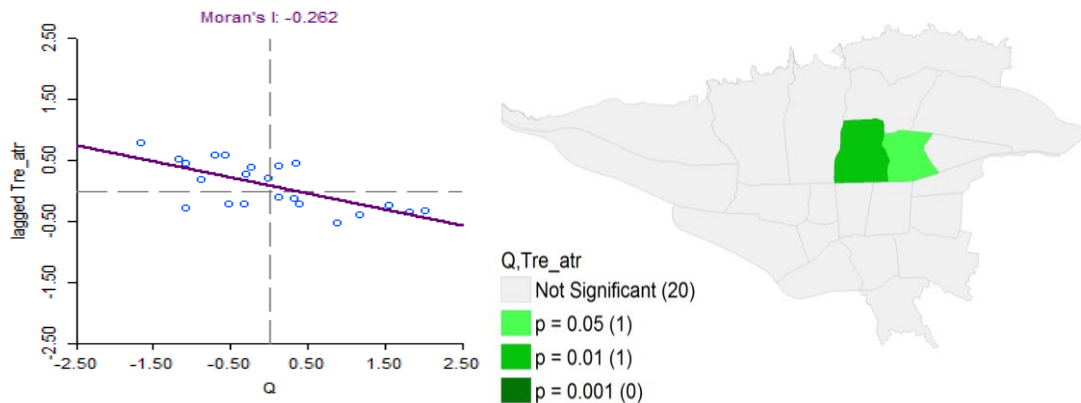 Moran's I: -0.262
2.50
1.50
0.50
-0.50
-1.50
-2.50
lagged Tre_atr
-2.50
-1.50
-0.50
0.50
1.50
2.50
Q
Q,Tre_atr
Not Significant (20)
p = 0.05 (1)
p = 0.01 (1)
p = 0.001 (0)